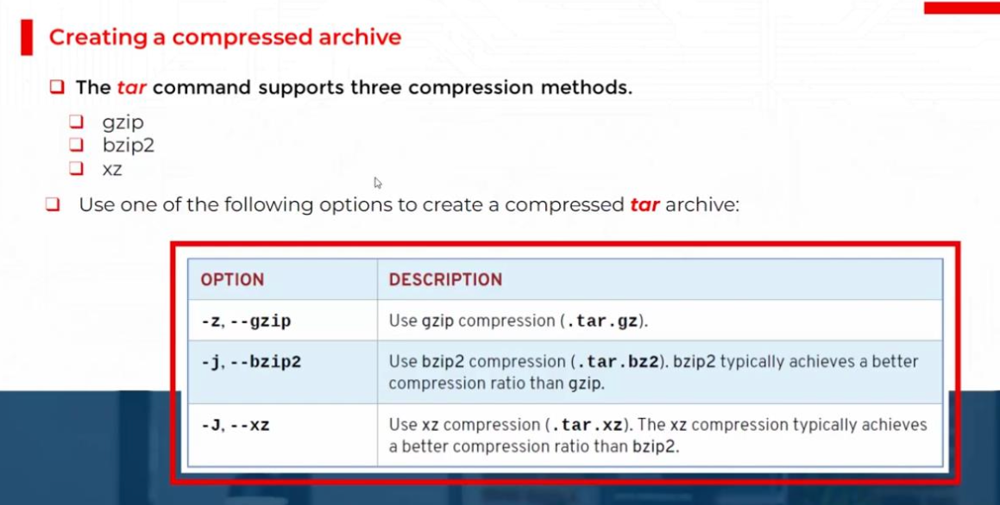 Creating a compressed archive
The tar command supports three compression methods.
gzip
bzip2
xz
Use one of the following options to create a compressed tar archive:
OPTION DESCRIPTION
-z, --gzip Use gzip compression (.tar.gz).
-j, --bzip2 Use bzip2 compression (.tar.bz2). bzip2 typically achieves a better
compression ratio than gzip.
-J, --xz Use xz compression (.tar.xz). The xz compression typically achieves
a better compression ratio than bzip2.